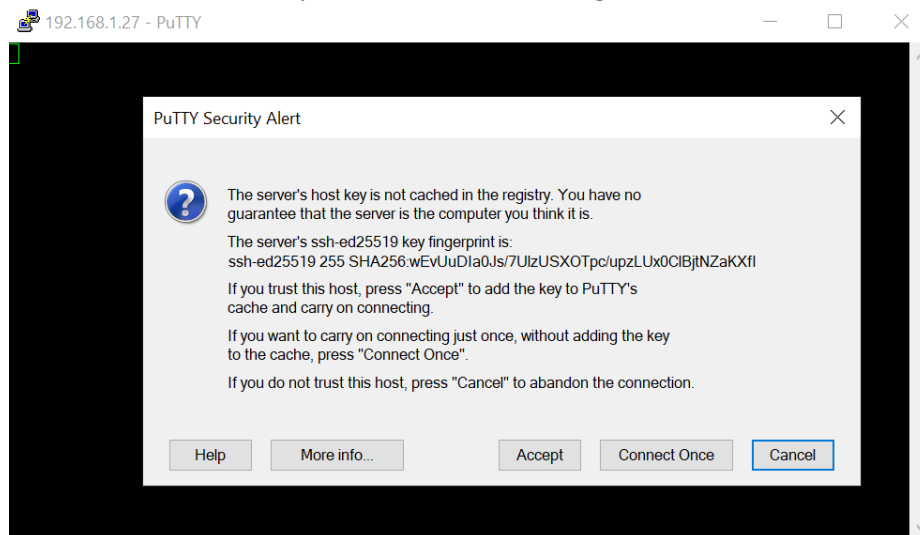 192.168.1.27 - PuTTY
PuTTY Security Alert
The server's host key is not cached in the registry. You have no
guarantee that the server is the computer you think it is.
The server's ssh-ed25519 key fingerprint is:
ssh-ed25519 255 SHA256:wEvUuDIa0Js/7UlzUSXOTpc/upzLUx0ClBjtNZaKXfI
If you trust this host, press "Accept" to add the key to PuTTY's
cache and carry on connecting.
If you want to carry on connecting just once, without adding the key
to the cache, press "Connect Once".
If you do not trust this host, press "Cancel" to abandon the connection.
Help More info... Accept Connect Once Cancel